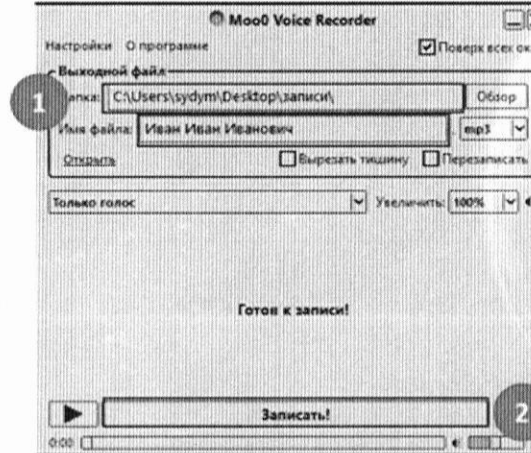 Moo0 Voice Recorder
Настройки О программе Поверх всех ок
Выходной файл
1
апка: C:\Users\sydym\Desktop\записи\ Обзор
Имя файла: Иван Иван Иванович . mp3
Открыть Вырезать тишину Перезаписать
Только голос Увеличить: 100%
Готов к записи!
Записать!
2
0:00